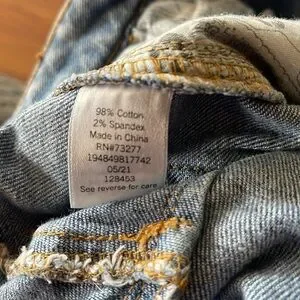 98% Cotton
2% Spandex
Made in China
RN#73277
194849817742
05/21
128453
See reverse for care